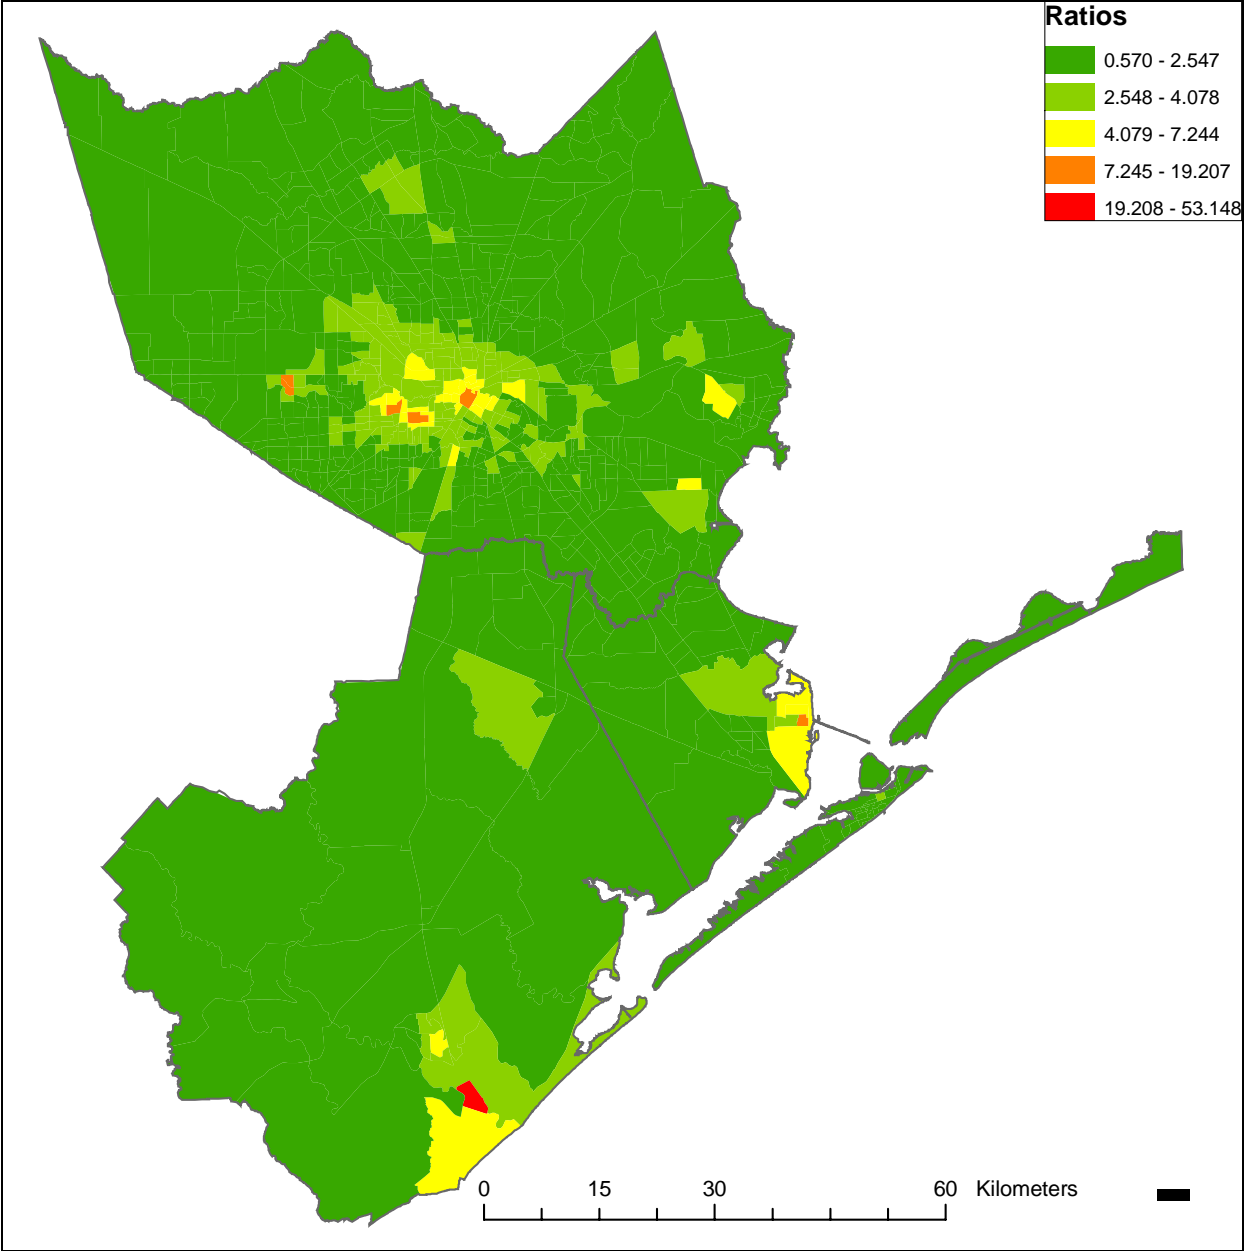 Ratios
0.570 - 2.547
2.548 - 4.078
4.079 - 7.244
7.245 - 19.207
19.208 - 53.148
0 15 30 60 Kilometers